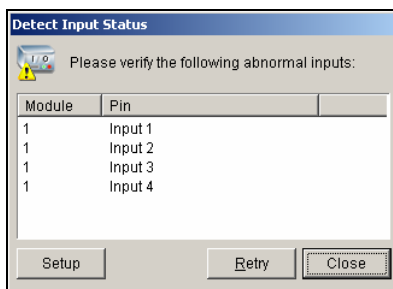 Detect Input Status
I/O
Please verify the following abnormal inputs:
Module Pin
1 Input 1
1 Input 2
1 Input 3
1 Input 4
Setup Retry Close